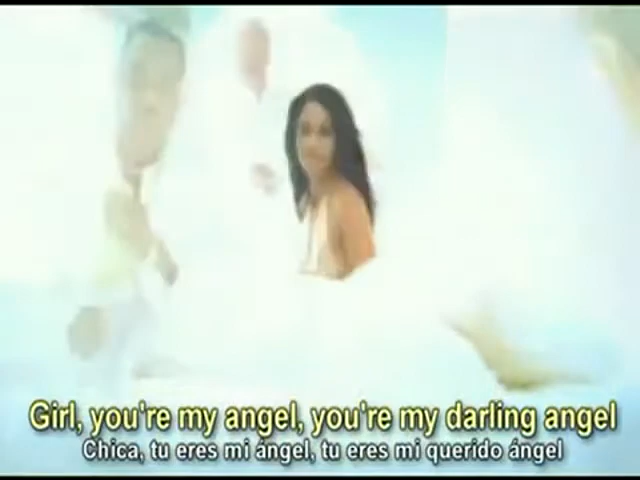 Girl, you're my angel, you're my darling angel
Chica, tu eres mi ángel, tu eres mi querido ángel